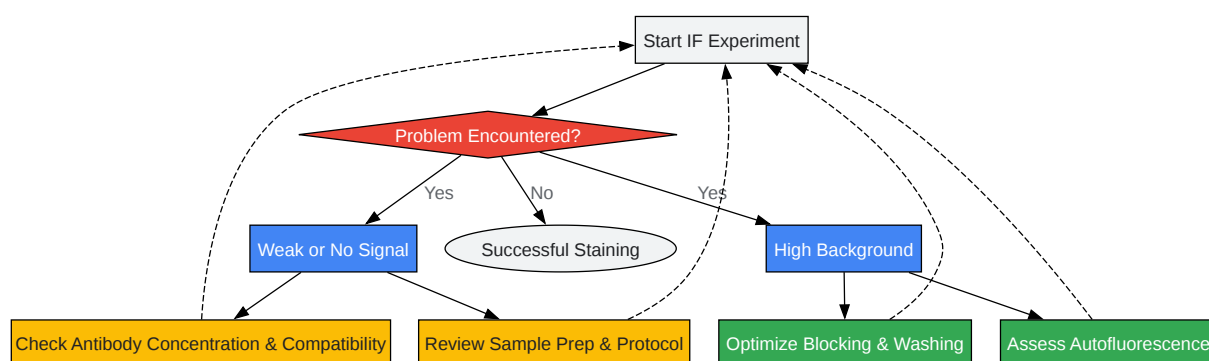 Start IF Experiment
Problem Encountered?
Yes
No
Yes
Weak or No Signal
Successful Staining
High Background
Check Antibody Concentration & Compatibility
Review Sample Prep & Protocol
Optimize Blocking & Washing
Assess Autofluorescence